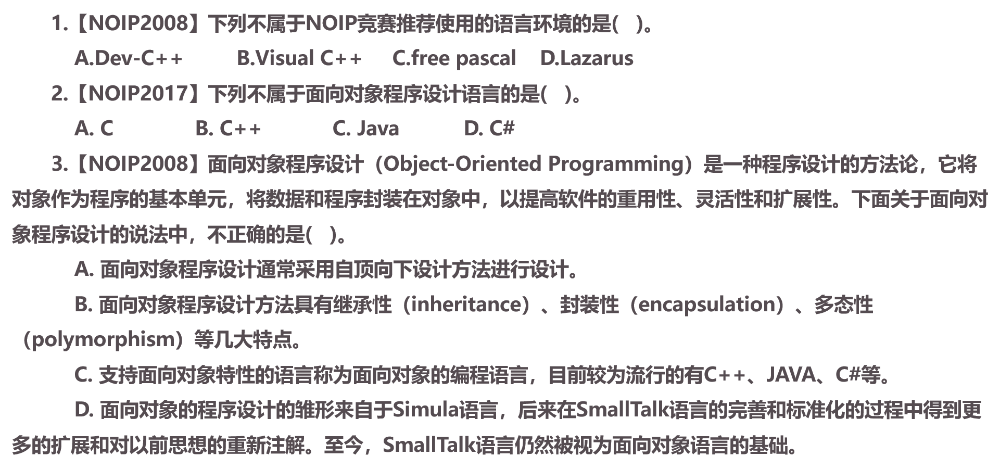 1.【NOIP2008】下列不属于NOIP竞赛推荐使用的语言环境的是(   )。
A.Dev-C++   B.Visual C++   C.free pascal   D.Lazarus
2.【NOIP2017】下列不属于面向对象程序设计语言的是(   )。
A. C   B. C++   C. Java   D. C#
3.【NOIP2008】面向对象程序设计（Object-Oriented Programming）是一种程序设计的方法论，它将
对象作为程序的基本单元，将数据和程序封装在对象中，以提高软件的重用性、灵活性和扩展性。下面关于面向对
象程序设计的说法中，不正确的是(   )。
A. 面向对象程序设计通常采用自顶向下设计方法进行设计。
B. 面向对象程序设计方法具有继承性（inheritance）、封装性（encapsulation）、多态性
（polymorphism）等几大特点。
C. 支持面向对象特性的语言称为面向对象的编程语言，目前较为流行的有C++、JAVA、C#等。
D. 面向对象的程序设计的雏形来自于Simula语言，后来在SmallTalk语言的完善和标准化的过程中得到更
多的扩展和对以前思想的重新注解。至今，SmallTalk语言仍然被视为面向对象语言的基础。